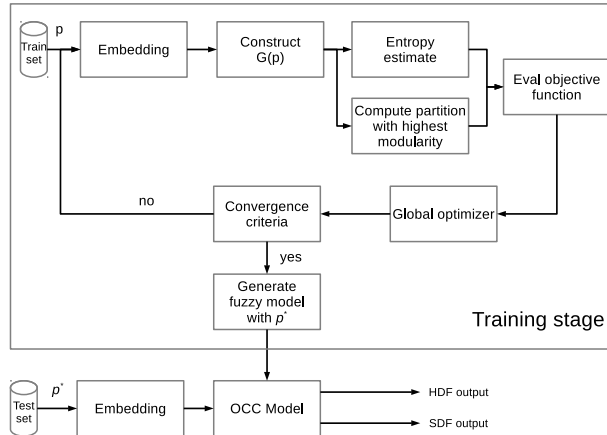 p
Train
set
Embedding
Construct
G(p)
Entropy
estimate
Compute partition
with highest
modularity
Eval objective
function
no
Convergence
criteria
Global optimizer
yes
Generate
fuzzy model
with p*
Training stage
p*
Test
set
Embedding
OCC Model
HDF output
SDF output